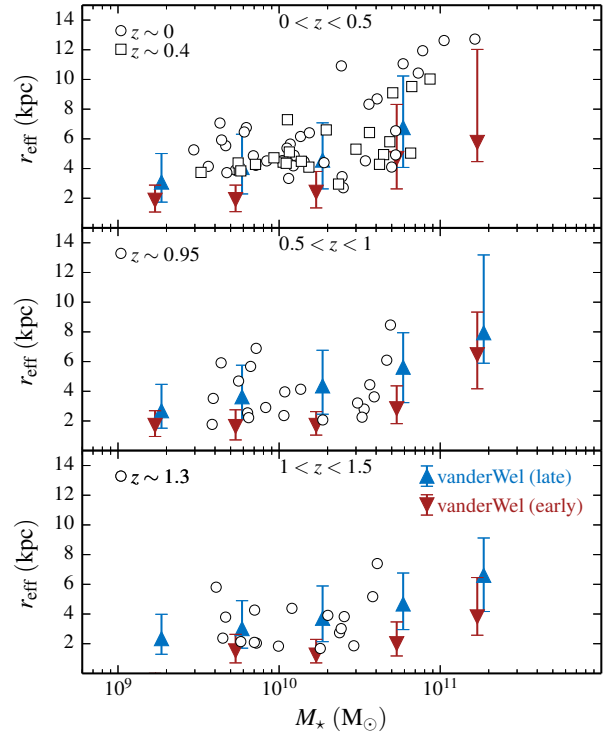 z ∼ 0
z ∼ 0.4
0 < z < 0.5
14
12
10
8
6
4
2
r_eff (kpc)
z ∼ 0.95
0.5 < z < 1
14
12
10
8
6
4
2
r_eff (kpc)
z ∼ 1.3
1 < z < 1.5
vanderWel (late)
vanderWel (early)
14
12
10
8
6
4
2
r_eff (kpc)
10^9
10^10
10^11
M_⋆ (M_⊙)